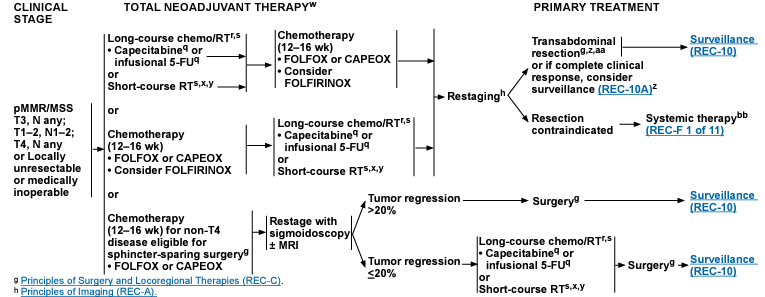 CLINICAL
STAGE
TOTAL NEOADJUVANT THERAPYw
PRIMARY TREATMENT
pMMR/MSS
T3, N any;
T1–2, N1–2;
T4, N any
or Locally
unresectable
or medically
inoperable
Long-course chemo/RTr,s
• Capecitabineq or
infusional 5-FUq
or
Short-course RTs,x,y
Chemotherapy
(12–16 wk)
• FOLFOX or CAPEOX
• Consider
FOLFIRINOX
or
Chemotherapy
(12–16 wk)
• FOLFOX or CAPEOX
• Consider FOLFIRINOX
Long-course chemo/RTr,s
• Capecitabineq or
infusional 5-FUq
or
Short-course RTs,x,y
Restagingh
Transabdominal
resectiong,z,aa
or if complete clinical
response, consider
surveillance (REC-10A)z
Surveillance
(REC-10)
Resection
contraindicated
Systemic therapybb
(REC-F 1 of 11)
or
Chemotherapy
(12–16 wk) for non-T4
disease eligible for
sphincter-sparing surgeryg
• FOLFOX or CAPEOX
Restage with
sigmoidoscopy
± MRI
Tumor regression
>20%
Surgeryg
Surveillance
(REC-10)
Tumor regression
≤20%
Long-course chemo/RTr,s
• Capecitabineq or
infusional 5-FUq
or
Short-course RTs,x,y
Surgeryg
Surveillance
(REC-10)
g Principles of Surgery and Locoregional Therapies (REC-C).
h Principles of Imaging (REC-A).